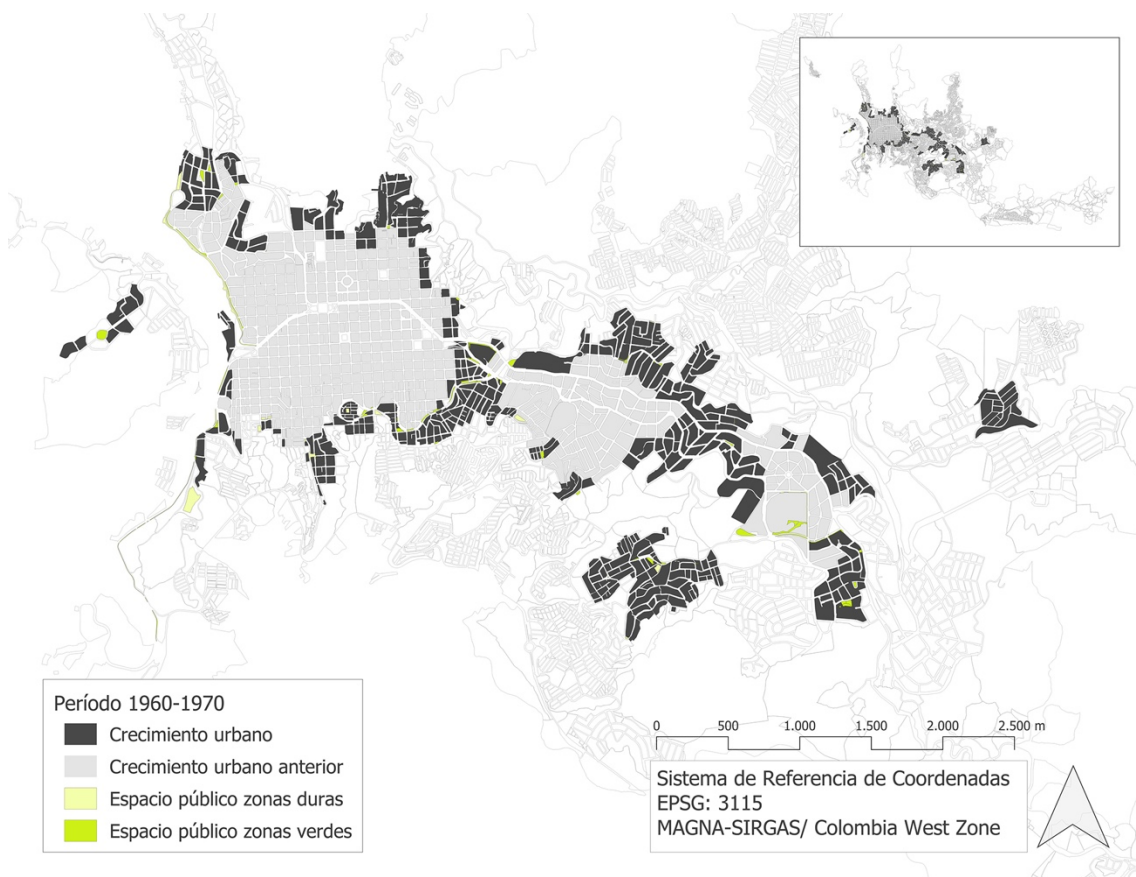 Período 1960-1970
Crecimiento urbano
Crecimiento urbano anterior
Espacio público zonas duras
Espacio público zonas verdes
0 500 1.000 1.500 2.000 2.500 m
Sistema de Referencia de Coordenadas
EPSG: 3115
MAGNA-SIRGAS/ Colombia West Zone